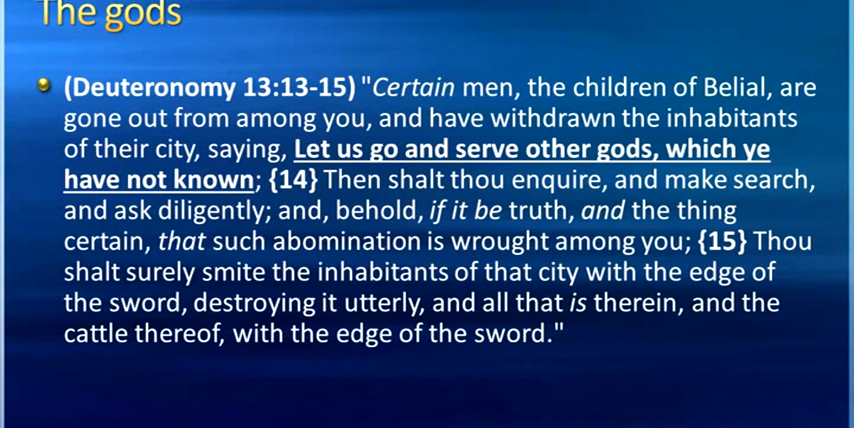 The gods
(Deuteronomy 13:13-15) "Certain men, the children of Belial, are
gone out from among you, and have withdrawn the inhabitants
of their city, saying, Let us go and serve other gods, which ye
have not known; {14} Then shalt thou enquire, and make search,
and ask diligently; and, behold, if it be truth, and the thing
certain, that such abomination is wrought among you; {15} Thou
shalt surely smite the inhabitants of that city with the edge of
the sword, destroying it utterly, and all that is therein, and the
cattle thereof, with the edge of the sword."